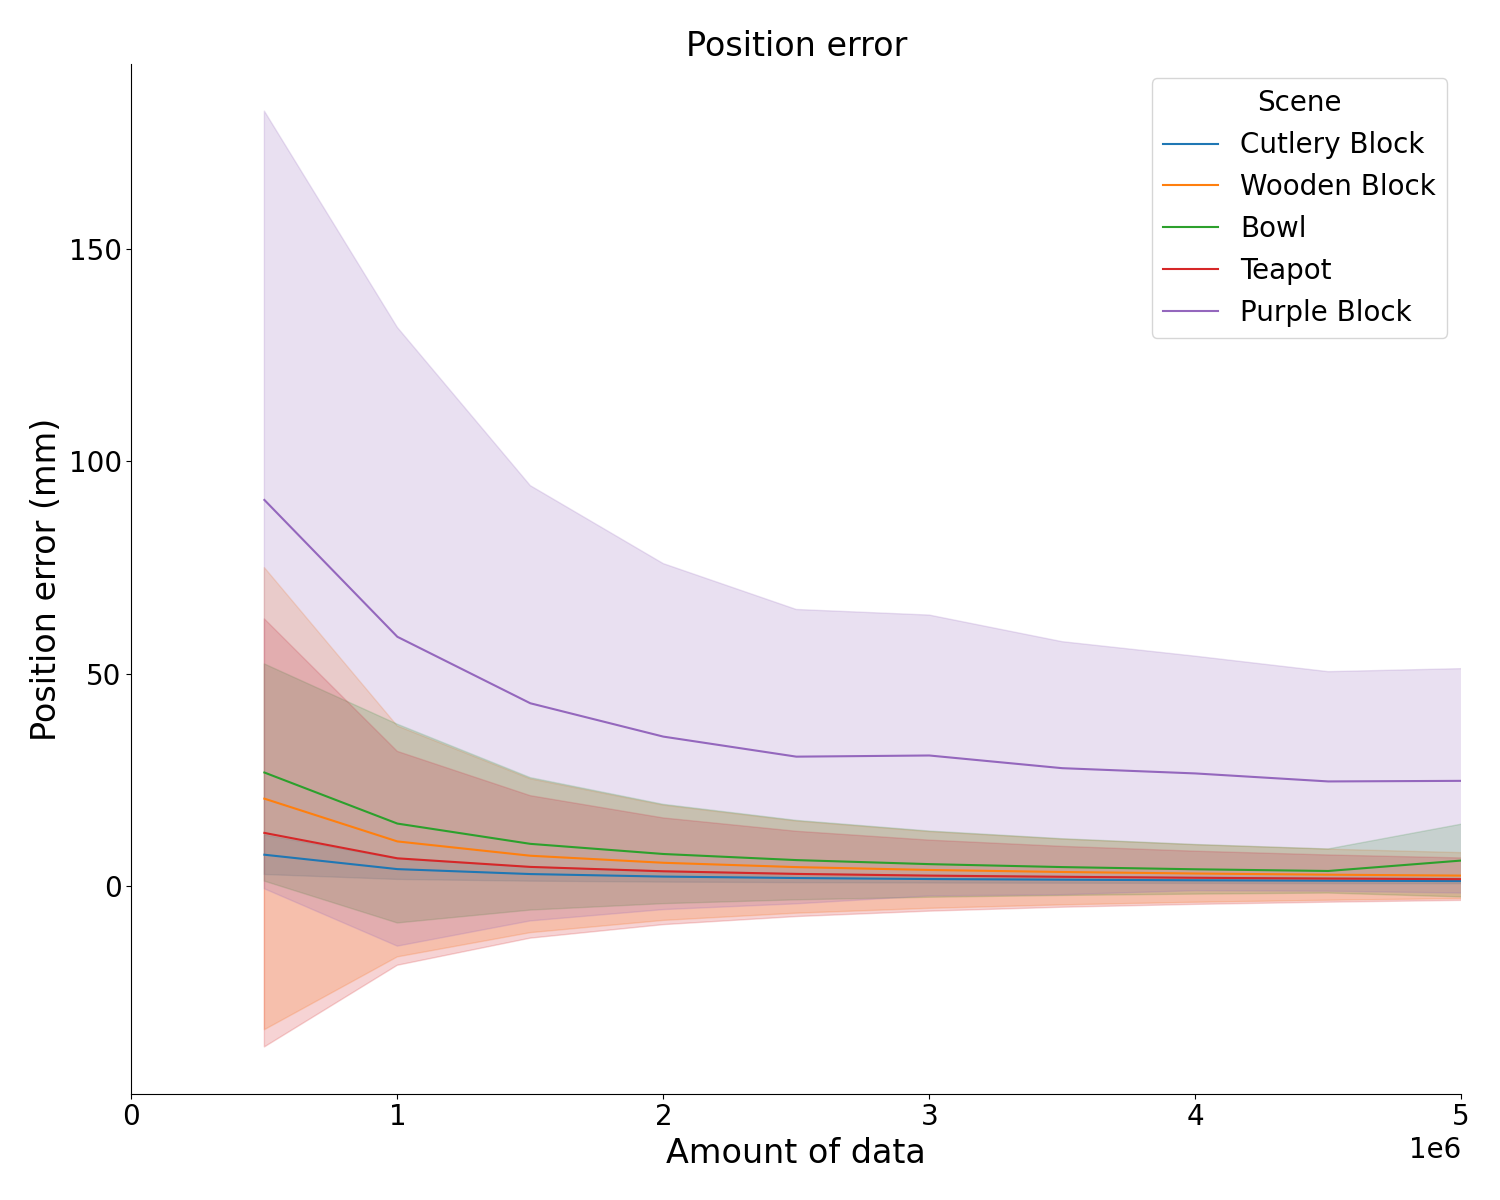 Position error
Scene
Cutlery Block
Wooden Block
Bowl
Teapot
Purple Block
Position error (mm)
150
100
50
0
0 1 2 3 4 5
1e6
Amount of data